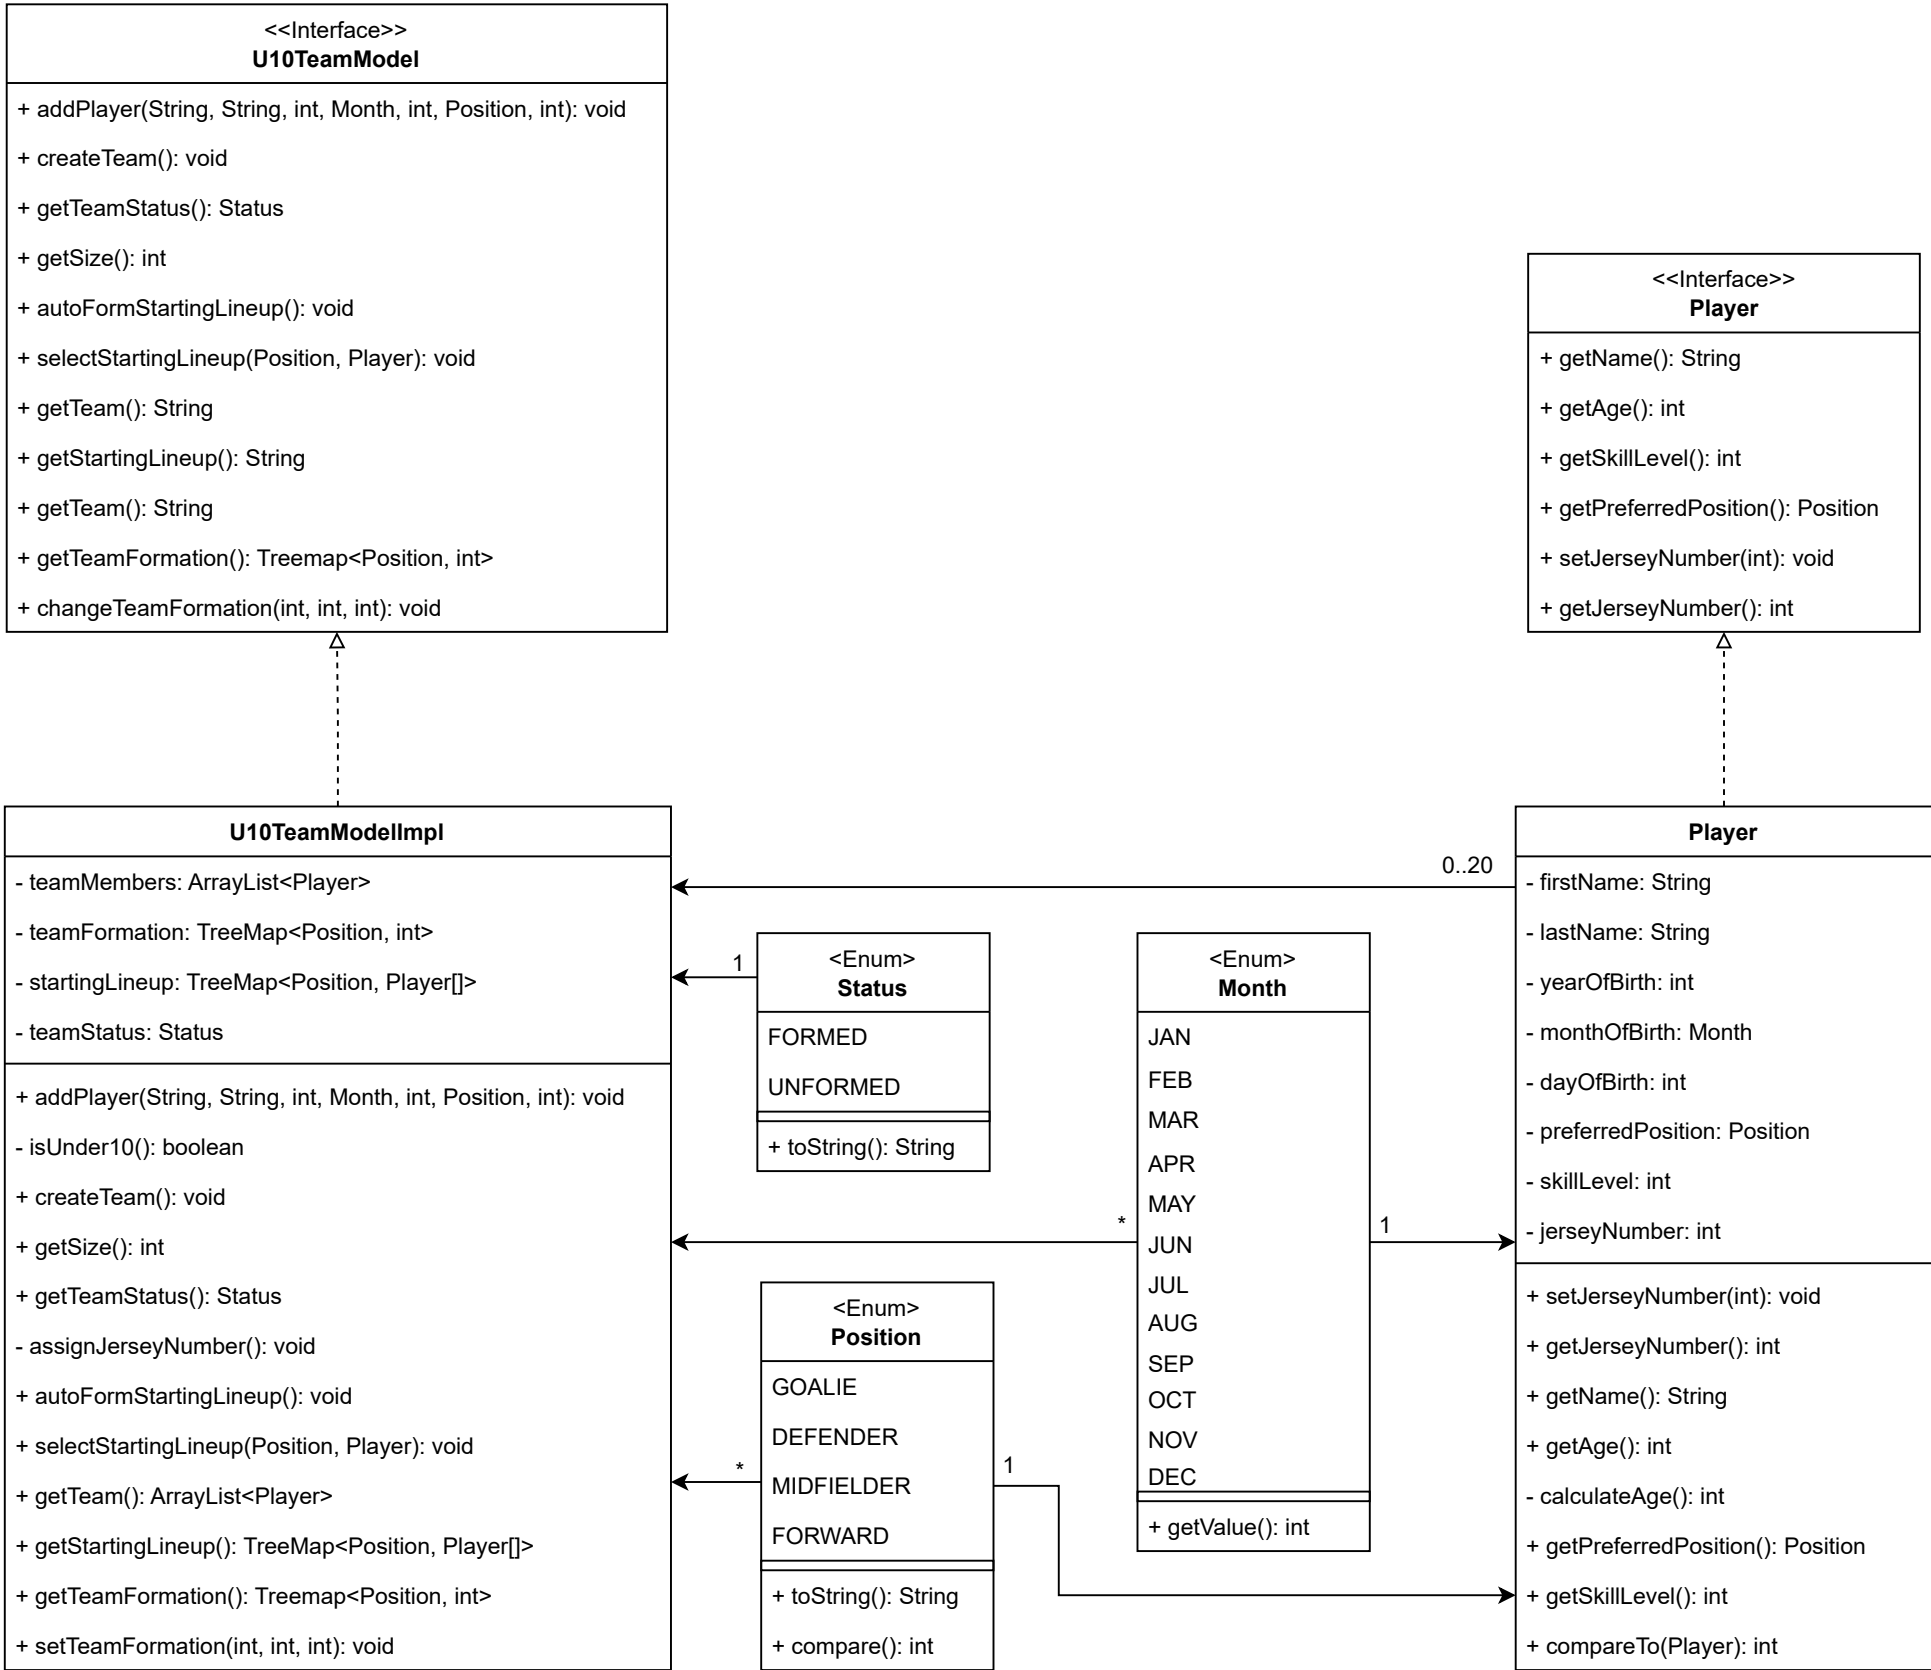 <<Interface>>
U10TeamModel
+ addPlayer(String, String, int, Month, int, Position, int): void
+ createTeam(): void
+ getTeamStatus(): Status
+ getSize(): int
+ autoFormStartingLineup(): void
+ selectStartingLineup(Position, Player): void
+ getTeam(): String
+ getStartingLineup(): String
+ getTeam(): String
+ getTeamFormation(): Treemap<Position, int>
+ changeTeamFormation(int, int, int): void
<<Interface>>
Player
+ getName(): String
+ getAge(): int
+ getSkillLevel(): int
+ getPreferredPosition(): Position
+ setJerseyNumber(int): void
+ getJerseyNumber(): int
U10TeamModelImpl
- teamMembers: ArrayList<Player>
- teamFormation: TreeMap<Position, int>
- startingLineup: TreeMap<Position, Player[]>
- teamStatus: Status
+ addPlayer(String, String, int, Month, int, Position, int): void
- isUnder10(): boolean
+ createTeam(): void
+ getSize(): int
+ getTeamStatus(): Status
- assignJerseyNumber(): void
+ autoFormStartingLineup(): void
+ selectStartingLineup(Position, Player): void
+ getTeam(): ArrayList<Player>
+ getStartingLineup(): TreeMap<Position, Player[]>
+ getTeamFormation(): Treemap<Position, int>
+ setTeamFormation(int, int, int): void
1
<Enum>
Status
FORMED
UNFORMED
+ toString(): String
*
*
<Enum>
Position
GOALIE
DEFENDER
MIDFIELDER
FORWARD
+ toString(): String
+ compare(): int
1
<Enum>
Month
JAN
FEB
MAR
APR
MAY
JUN
JUL
AUG
SEP
OCT
NOV
DEC
+ getValue(): int
1
0..20
Player
- firstName: String
- lastName: String
- yearOfBirth: int
- monthOfBirth: Month
- dayOfBirth: int
- preferredPosition: Position
- skillLevel: int
- jerseyNumber: int
+ setJerseyNumber(int): void
+ getJerseyNumber(): int
+ getName(): String
+ getAge(): int
- calculateAge(): int
+ getPreferredPosition(): Position
+ getSkillLevel(): int
+ compareTo(Player): int